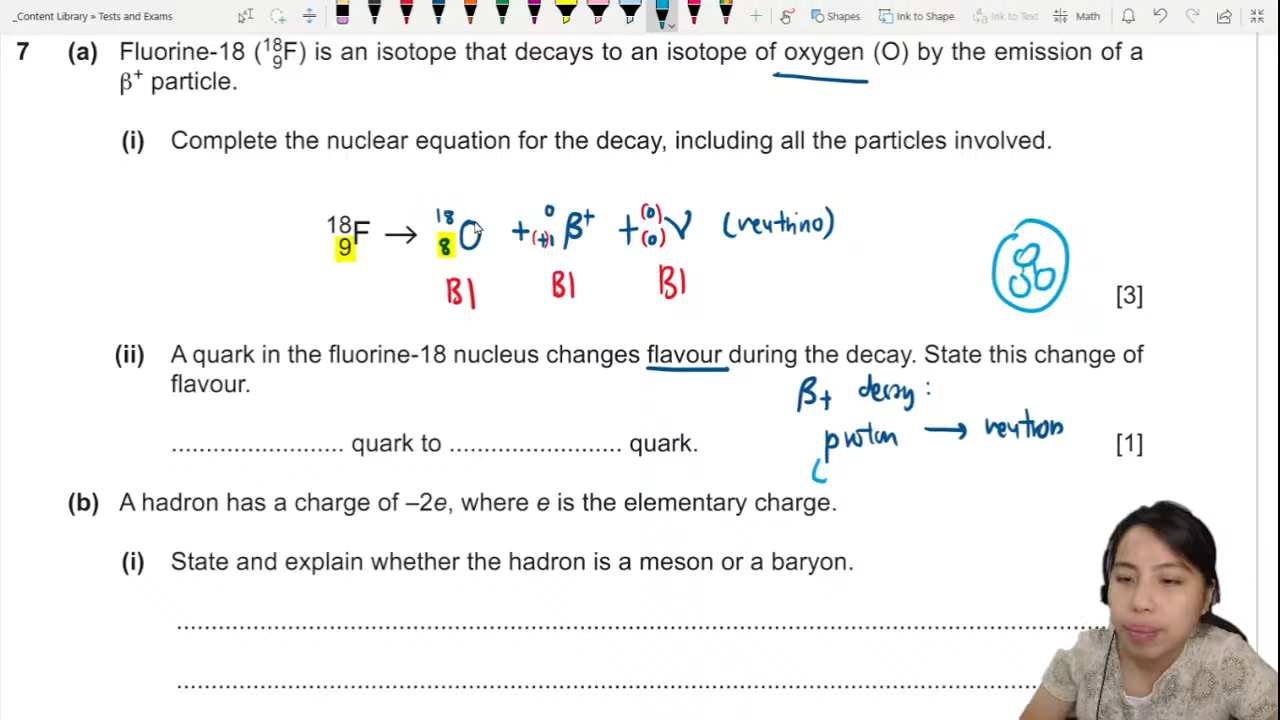 _Content Library » Tests and Exams
Shapes
Ink to Shape
Ink to Text
Math
7 (a) Fluorine-18 (¹⁸₉F) is an isotope that decays to an isotope of oxygen (O) by the emission of a
β⁺ particle.
(i) Complete the nuclear equation for the decay, including all the particles involved.
¹⁸₉F → ¹⁸₈O + ⁰₍₊₎₁β⁺ + ⁽⁰⁾₍₀₎ν (neutrino)
B1 B1 B1
[3]
(ii) A quark in the fluorine-18 nucleus changes flavour during the decay. State this change of
flavour.
β+ decay:
proton → neutron
.......................... quark to .......................... quark.
[1]
(b) A hadron has a charge of –2e, where e is the elementary charge.
(i) State and explain whether the hadron is a meson or a baryon.